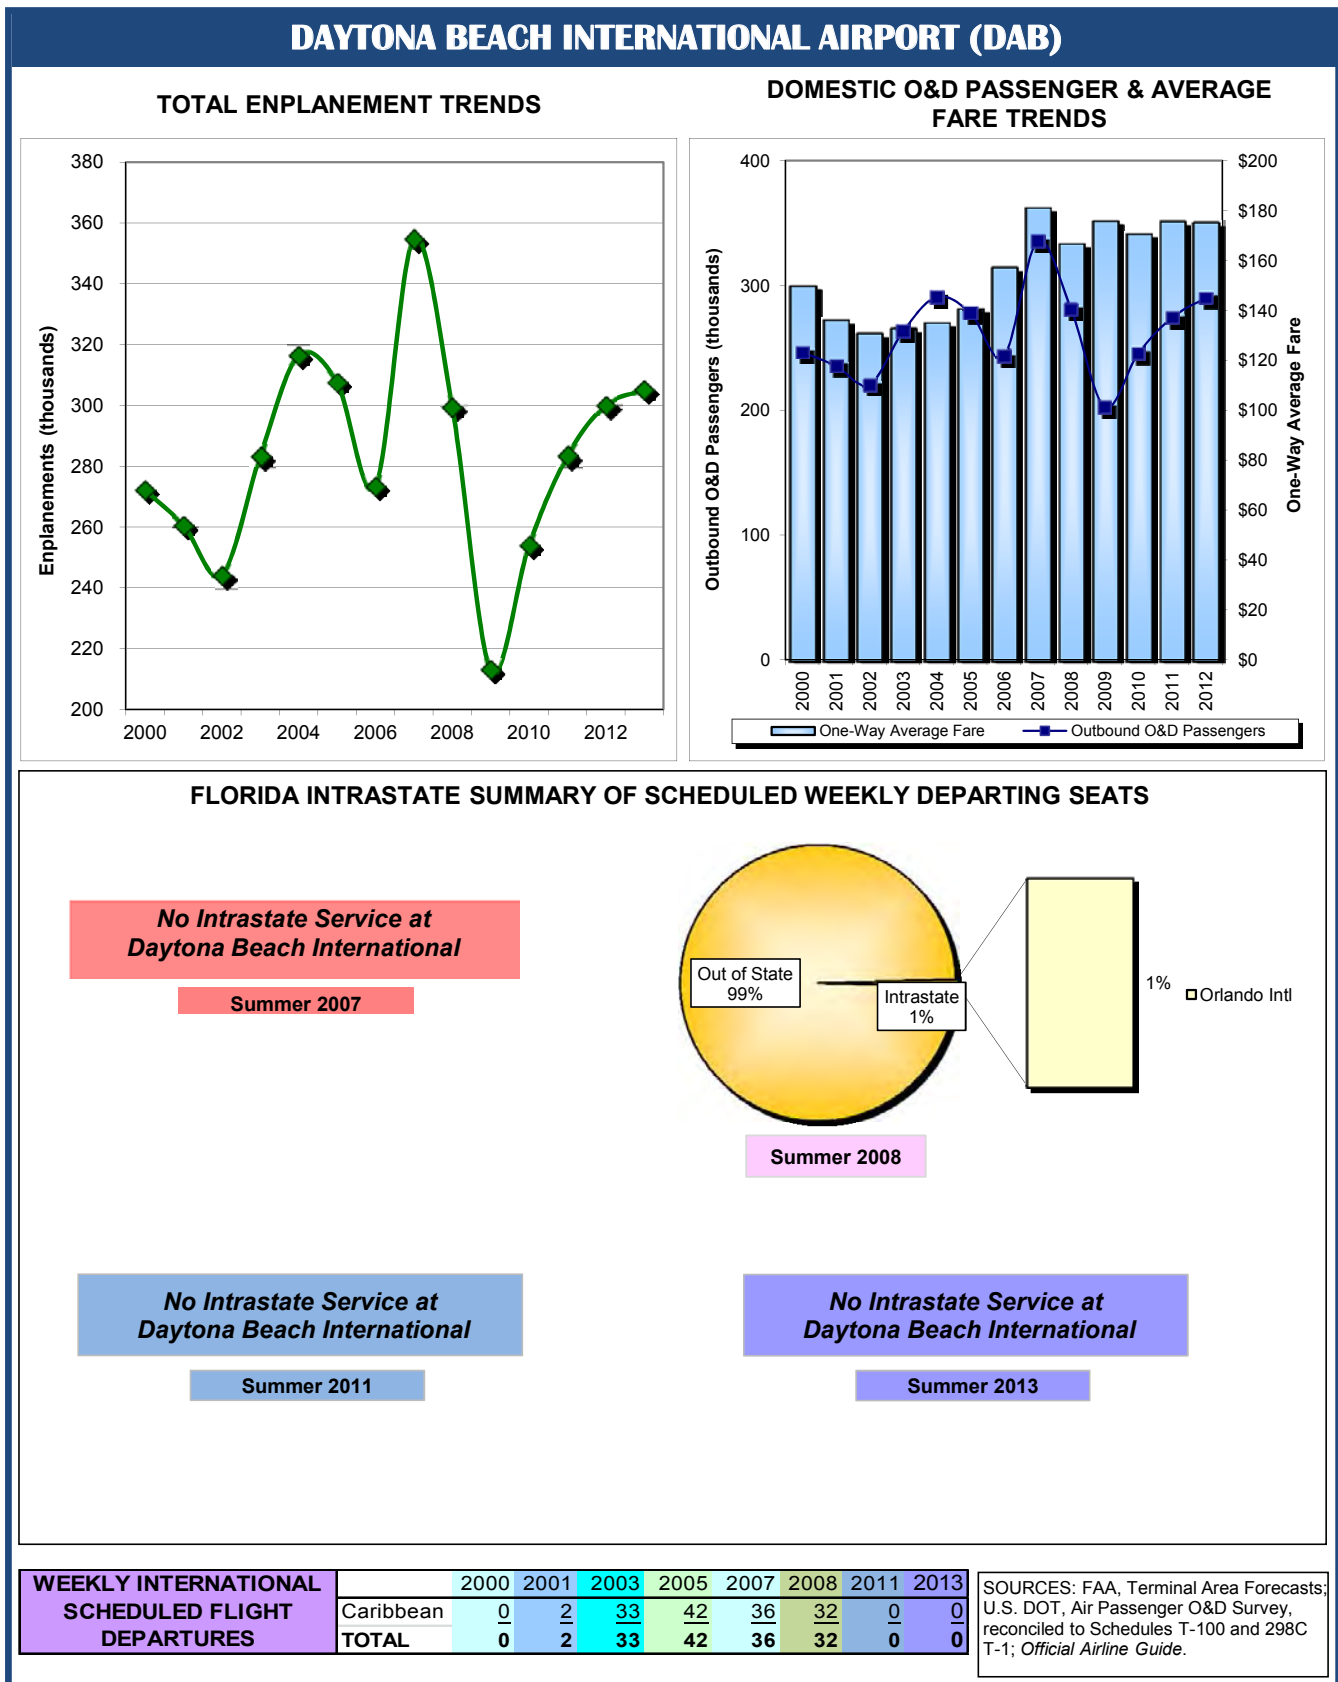 DAYTONA BEACH INTERNATIONAL AIRPORT (DAB)
TOTAL ENPLANEMENT TRENDS
380
360
340
320
300
280
260
240
220
200
Enplanements (thousands)
2000 2002 2004 2006 2008 2010 2012
DOMESTIC O&D PASSENGER & AVERAGE
FARE TRENDS
400
300
200
100
0
Outbound O&D Passengers (thousands)
$200
$180
$160
$140
$120
$100
$80
$60
$40
$20
$0
One-Way Average Fare
2000 2001 2002 2003 2004 2005 2006 2007 2008 2009 2010 2011 2012
One-Way Average Fare Outbound O&D Passengers
FLORIDA INTRASTATE SUMMARY OF SCHEDULED WEEKLY DEPARTING SEATS
No Intrastate Service at
Daytona Beach International
Summer 2007
Out of State
99%
Intrastate
1%
1%
Orlando Intl
Summer 2008
No Intrastate Service at
Daytona Beach International
Summer 2011
No Intrastate Service at
Daytona Beach International
Summer 2013
WEEKLY INTERNATIONAL
SCHEDULED FLIGHT
DEPARTURES
2000 2001 2003 2005 2007 2008 2011 2013
Caribbean 0 2 33 42 36 32 0 0
TOTAL 0 2 33 42 36 32 0 0
SOURCES: FAA, Terminal Area Forecasts;
U.S. DOT, Air Passenger O&D Survey,
reconciled to Schedules T-100 and 298C
T-1; Official Airline Guide.